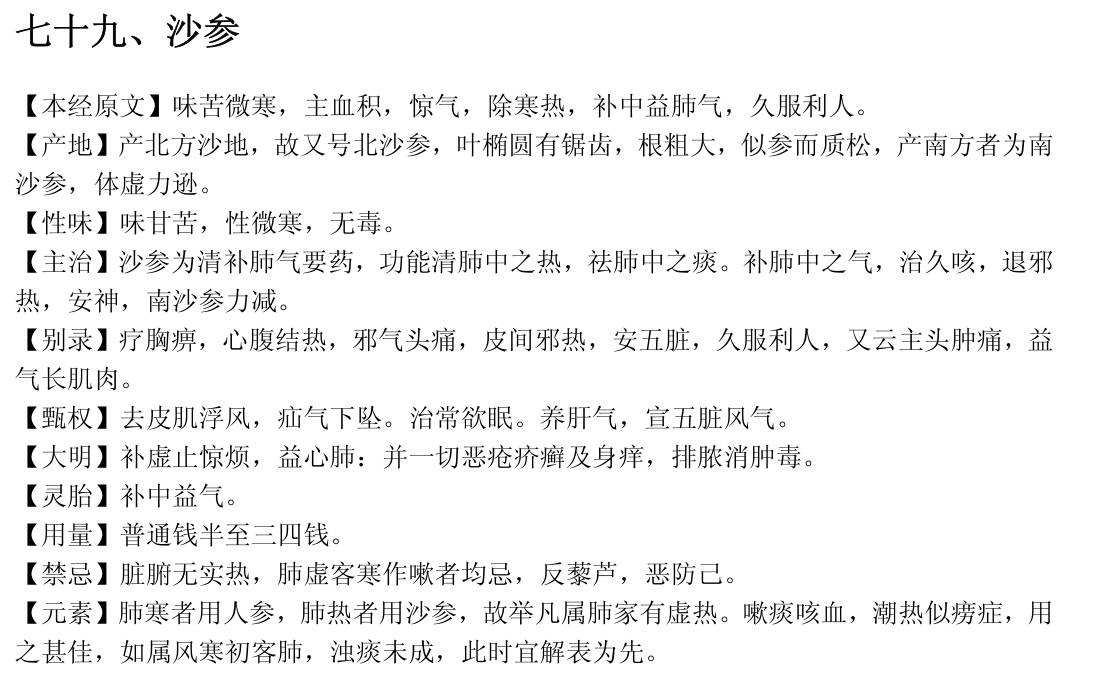 七十九、沙参
【本经原文】味苦微寒，主血积，惊气，除寒热，补中益肺气，久服利人。
【产地】产北方沙地，故又号北沙参，叶椭圆有锯齿，根粗大，似参而质松，产南方者为南
沙参，体虚力逊。
【性味】味甘苦，性微寒，无毒。
【主治】沙参为清补肺气要药，功能清肺中之热，祛肺中之痰。补肺中之气，治久咳，退邪
热，安神，南沙参力减。
【别录】疗胸痹，心腹结热，邪气头痛，皮间邪热，安五脏，久服利人，又云主头肿痛，益
气长肌肉。
【甄权】去皮肌浮风，疝气下坠。治常欲眠。养肝气，宣五脏风气。
【大明】补虚止惊烦，益心肺：并一切恶疮疥癣及身痒，排脓消肿毒。
【灵胎】补中益气。
【用量】普通钱半至三四钱。
【禁忌】脏腑无实热，肺虚客寒作嗽者均忌，反藜芦，恶防己。
【元素】肺寒者用人参，肺热者用沙参，故举凡属肺家有虚热。嗽痰咳血，潮热似痨症，用
之甚佳，如属风寒初客肺，浊痰未成，此时宜解表为先。